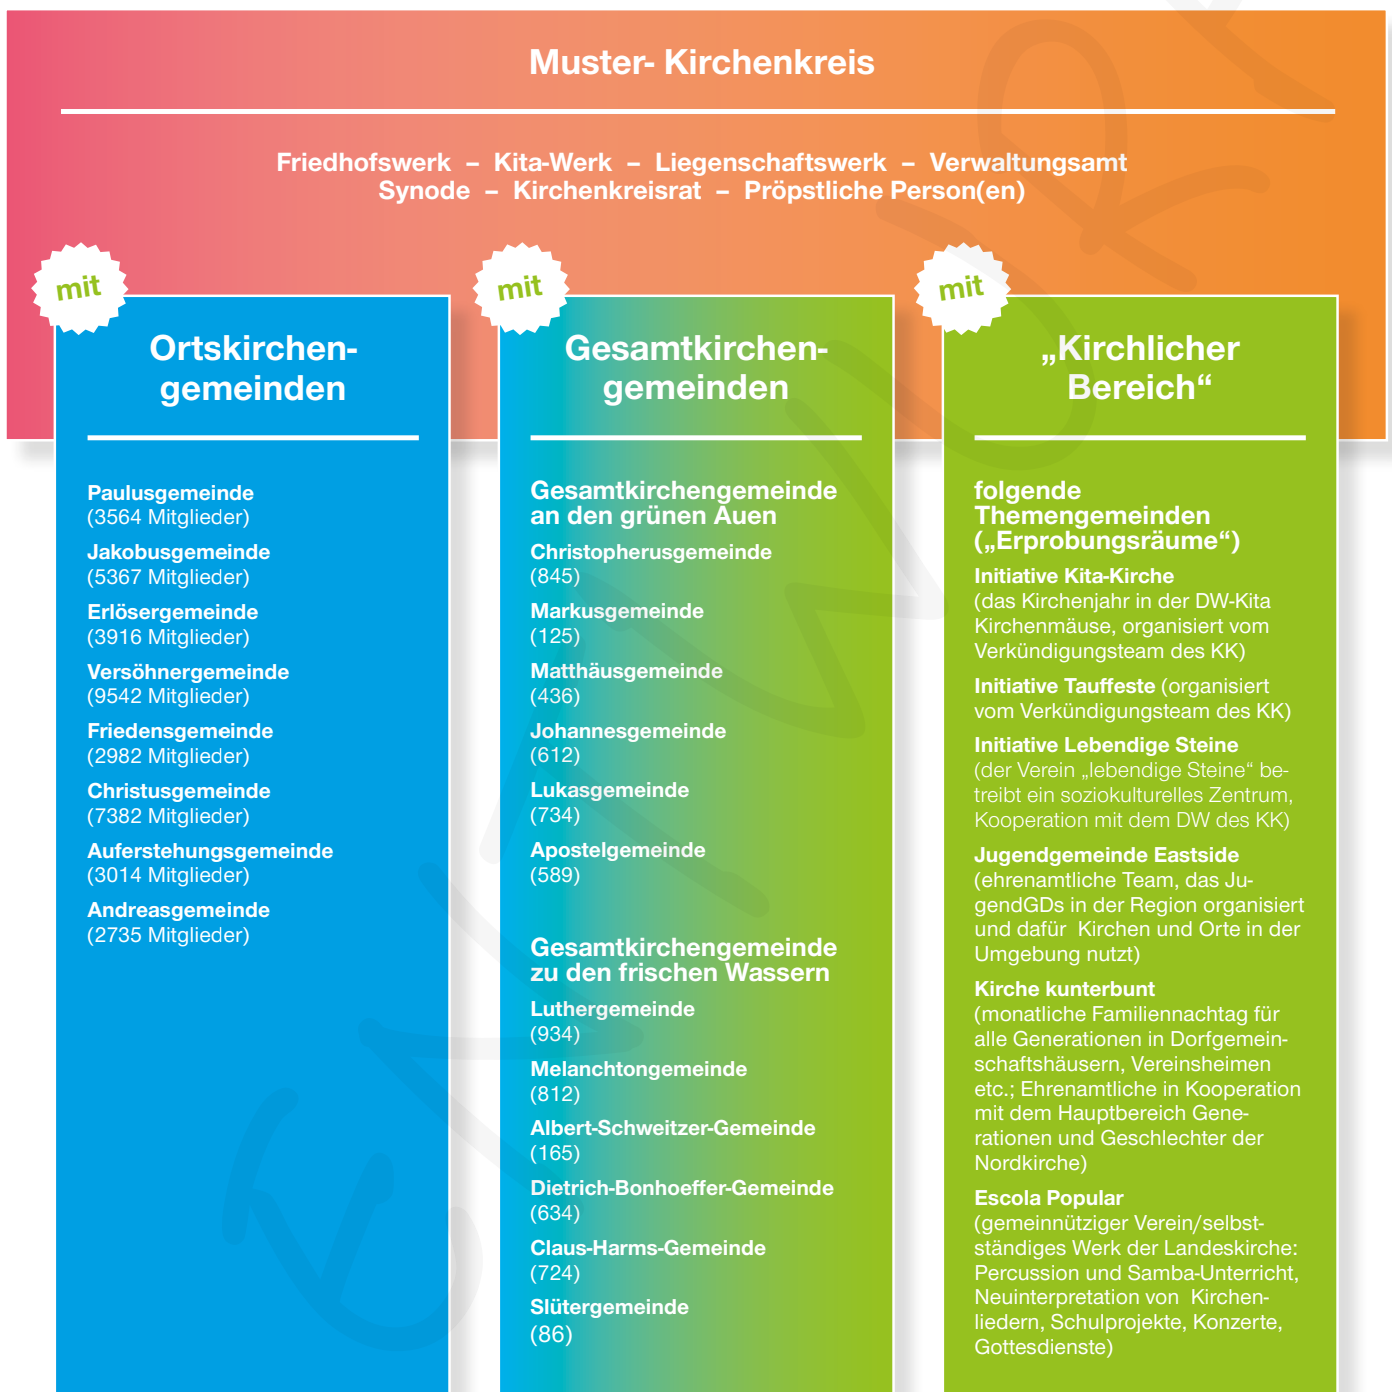 Muster- Kirchenkreis
Friedhofswerk – Kita-Werk – Liegenschaftswerk – Verwaltungsamt
Synode – Kirchenkreisrat – Pröpstliche Person(en)
mit
Ortskirchen-
gemeinden
Paulusgemeinde
(3564 Mitglieder)
Jakobusgemeinde
(5367 Mitglieder)
Erlösergemeinde
(3916 Mitglieder)
Versöhnergemeinde
(9542 Mitglieder)
Friedensgemeinde
(2982 Mitglieder)
Christusgemeinde
(7382 Mitglieder)
Auferstehungsgemeinde
(3014 Mitglieder)
Andreasgemeinde
(2735 Mitglieder)
mit
Gesamtkirchen-
gemeinden
Gesamtkirchengemeinde
an den grünen Auen
Christopherusgemeinde
(845)
Markusgemeinde
(125)
Matthäusgemeinde
(436)
Johannesgemeinde
(612)
Lukasgemeinde
(734)
Apostelgemeinde
(589)
Gesamtkirchengemeinde
zu den frischen Wassern
Luthergemeinde
(934)
Melanchtongemeinde
(812)
Albert-Schweitzer-Gemeinde
(165)
Dietrich-Bonhoeffer-Gemeinde
(634)
Claus-Harms-Gemeinde
(724)
Slütergemeinde
(86)
mit
„Kirchlicher
Bereich“
folgende
Themengemeinden
(„Erprobungsräume“)
Initiative Kita-Kirche
(das Kirchenjahr in der DW-Kita
Kirchenmäuse, organisiert vom
Verkündigungsteam des KK)
Initiative Tauffeste (organisiert
vom Verkündigungsteam des KK)
Initiative Lebendige Steine
(der Verein „lebendige Steine“ be-
treibt ein soziokulturelles Zentrum,
Kooperation mit dem DW des KK)
Jugendgemeinde Eastside
(ehrenamtliche Team, das Ju-
gendGDs in der Region organisiert
und dafür Kirchen und Orte in der
Umgebung nutzt)
Kirche kunterbunt
(monatliche Familiennachtag für
alle Generationen in Dorfgemein-
schaftshäusern, Vereinsheimen
etc.; Ehrenamtliche in Kooperation
mit dem Hauptbereich Gene-
rationen und Geschlechter der
Nordkirche)
Escola Popular
(gemeinnütziger Verein/selbst-
ständiges Werk der Landeskirche:
Percussion und Samba-Unterricht,
Neuinterpretation von Kirchen-
liedern, Schulprojekte, Konzerte,
Gottesdienste)